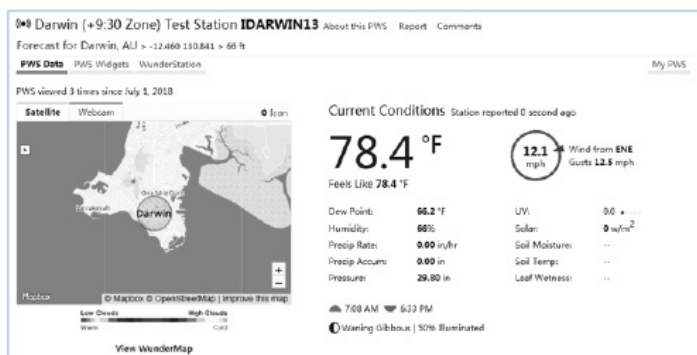 Darwin (+9:30 Zone) Test Station IDARWIN13 About this PWS Report Comments
Forecast for Darwin, AU > -12.460 130.841 > 66 ft
PWS Data PWS Widgets WunderStation My PWS
PWS viewed 3 times since July 1, 2018
Satellite Webcam Icon
Darwin
Mapbox © Mapbox © OpenStreetMap | Improve this map
Low Clouds High Clouds
Warm Cold
View WunderMap
Current Conditions Station reported 0 second ago
78.4 °F
Feels Like 78.4 °F
12.1 mph
Wind from ENE
Gusts 12.5 mph
Dew Point: 66.2 °F
Humidity: 66%
Precip Rate: 0.00 in/hr
Precip Accum: 0.00 in
Pressure: 29.80 in
UV: 0.0
Solar: 0 w/m²
Soil Moisture: --
Soil Temp: --
Leaf Wetness: --
7:08 AM 6:33 PM
Waning Gibbous | 50% Illuminated